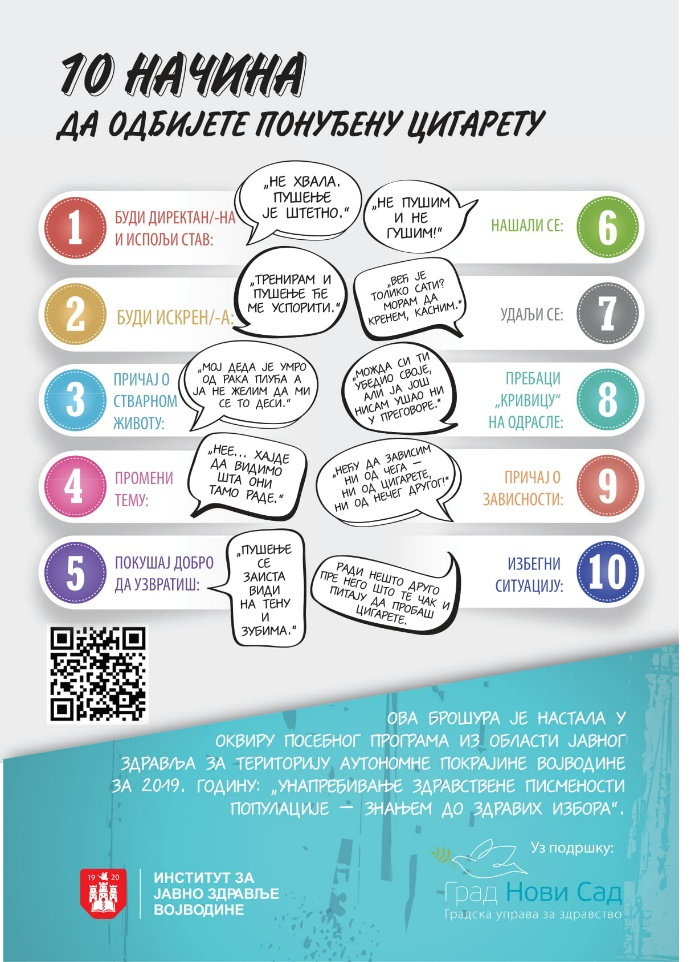 10 НАЧИНА
ДА ОДБИЈЕТЕ ПОНУЂЕНУ ЦИГАРЕТУ
1
БУДИ ДИРЕКТАН/-НА
И ИСПОЉИ СТАВ:
„НЕ ХВАЛА.
ПУШЕЊЕ
ЈЕ ШТЕТНО.“
2
БУДИ ИСКРЕН/-А:
„ТРЕНИРАМ И
ПУШЕЊЕ ЋЕ
МЕ УСПОРИТИ.“
3
ПРИЧАЈ О
СТВАРНОМ
ЖИВОТУ:
„МОЈ ДЕДА ЈЕ УМРО
ОД РАКА ПЛУЋА А
ЈА НЕ ЖЕЛИМ ДА МИ
СЕ ТО ДЕСИ.“
4
ПРОМЕНИ
ТЕМУ:
„НЕЕ... ХАЈДЕ
ДА ВИДИМО
ШТА ОНИ
ТАМО РАДЕ.“
5
ПОКУШАЈ ДОБРО
ДА УЗВРАТИШ:
„ПУШЕЊЕ
СЕ
ЗАИСТА
ВИДИ
НА ТЕНУ
И
ЗУБИМА.“
„НЕ ПУШИМ
И НЕ
ГУШИМ!“
НАШАЛИ СЕ:
6
„ВЕЋ ЈЕ
ТОЛИКО САТИ?
МОРАМ ДА
КРЕНЕМ, КАСНИМ.“
УДАЉИ СЕ:
7
„МОЖДА СИ ТИ
УБЕДИО СВОЈЕ,
АЛИ ЈА ЈОШ
НИСАМ УШАО НИ
У ПРЕГОВОРЕ.“
ПРЕБАЦИ
„КРИВИЦУ“
НА ОДРАСЛЕ:
8
„НЕЋУ ДА ЗАВИСИМ
НИ ОД ЧЕГА –
НИ ОД ЦИГАРЕТЕ,
НИ ОД НЕЧЕГ ДРУГОГ!“
ПРИЧАЈ О
ЗАВИСНОСТИ:
9
РАДИ НЕШТО ДРУГО
ПРЕ НЕГО ШТО ТЕ ЧАК И
ПИТАЈУ ДА ПРОБАШ
ЦИГАРЕТЕ.
ИЗБЕГНИ
СИТУАЦИЈУ:
10
ОВА БРОШУРА ЈЕ НАСТАЛА У
ОКВИРУ ПОСЕБНОГ ПРОГРАМА ИЗ ОБЛАСТИ ЈАВНОГ
ЗДРАВЉА ЗА ТЕРИТОРИЈУ АУТОНОМНЕ ПОКРАЈИНЕ ВОЈВОДИНЕ
ЗА 2019. ГОДИНУ: „УНАПРЕЂИВАЊЕ ЗДРАВСТВЕНЕ ПИСМЕНОСТИ
ПОПУЛАЦИЈЕ – ЗНАЊЕМ ДО ЗДРАВИХ ИЗБОРА“.
19 20
ИНСТИТУТ ЗА
ЈАВНО ЗДРАВЉЕ
ВОЈВОДИНЕ
Уз подршку:
Град Нови Сад
Градска управа за здравство